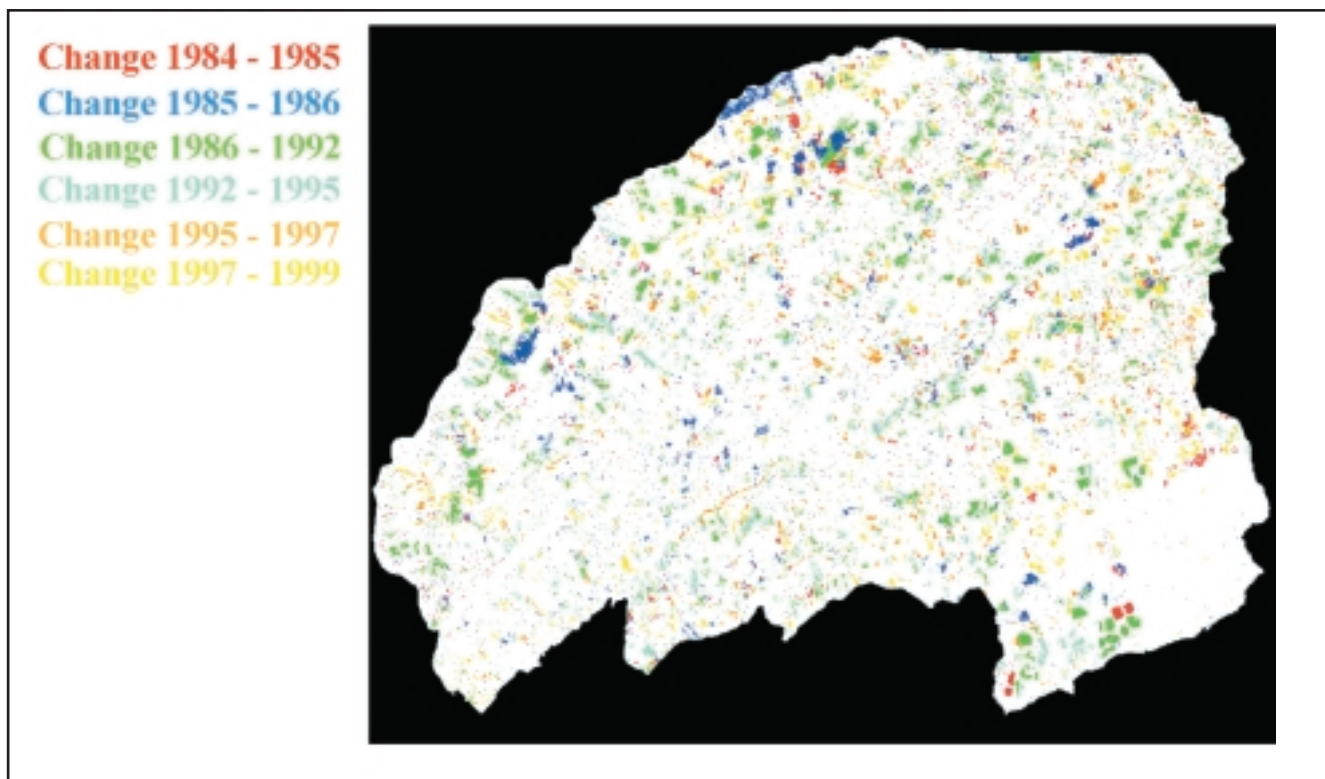 Change 1984 - 1985
Change 1985 - 1986
Change 1986 - 1992
Change 1992 - 1995
Change 1995 - 1997
Change 1997 - 1999